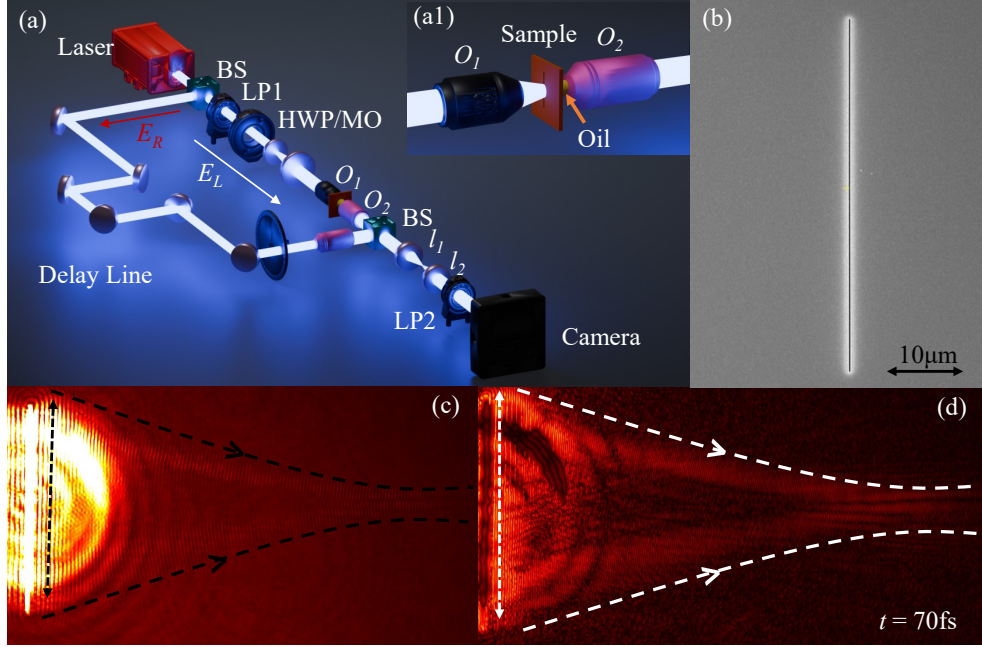 (a)
Laser
BS
LP1
HWP/MO
E_R
E_L
O_1
O_2
BS
l_1
l_2
Delay Line
LP2
Camera
(a1)
Sample
O_1
O_2
Oil
(b)
10μm
(c)
(d)
t = 70fs